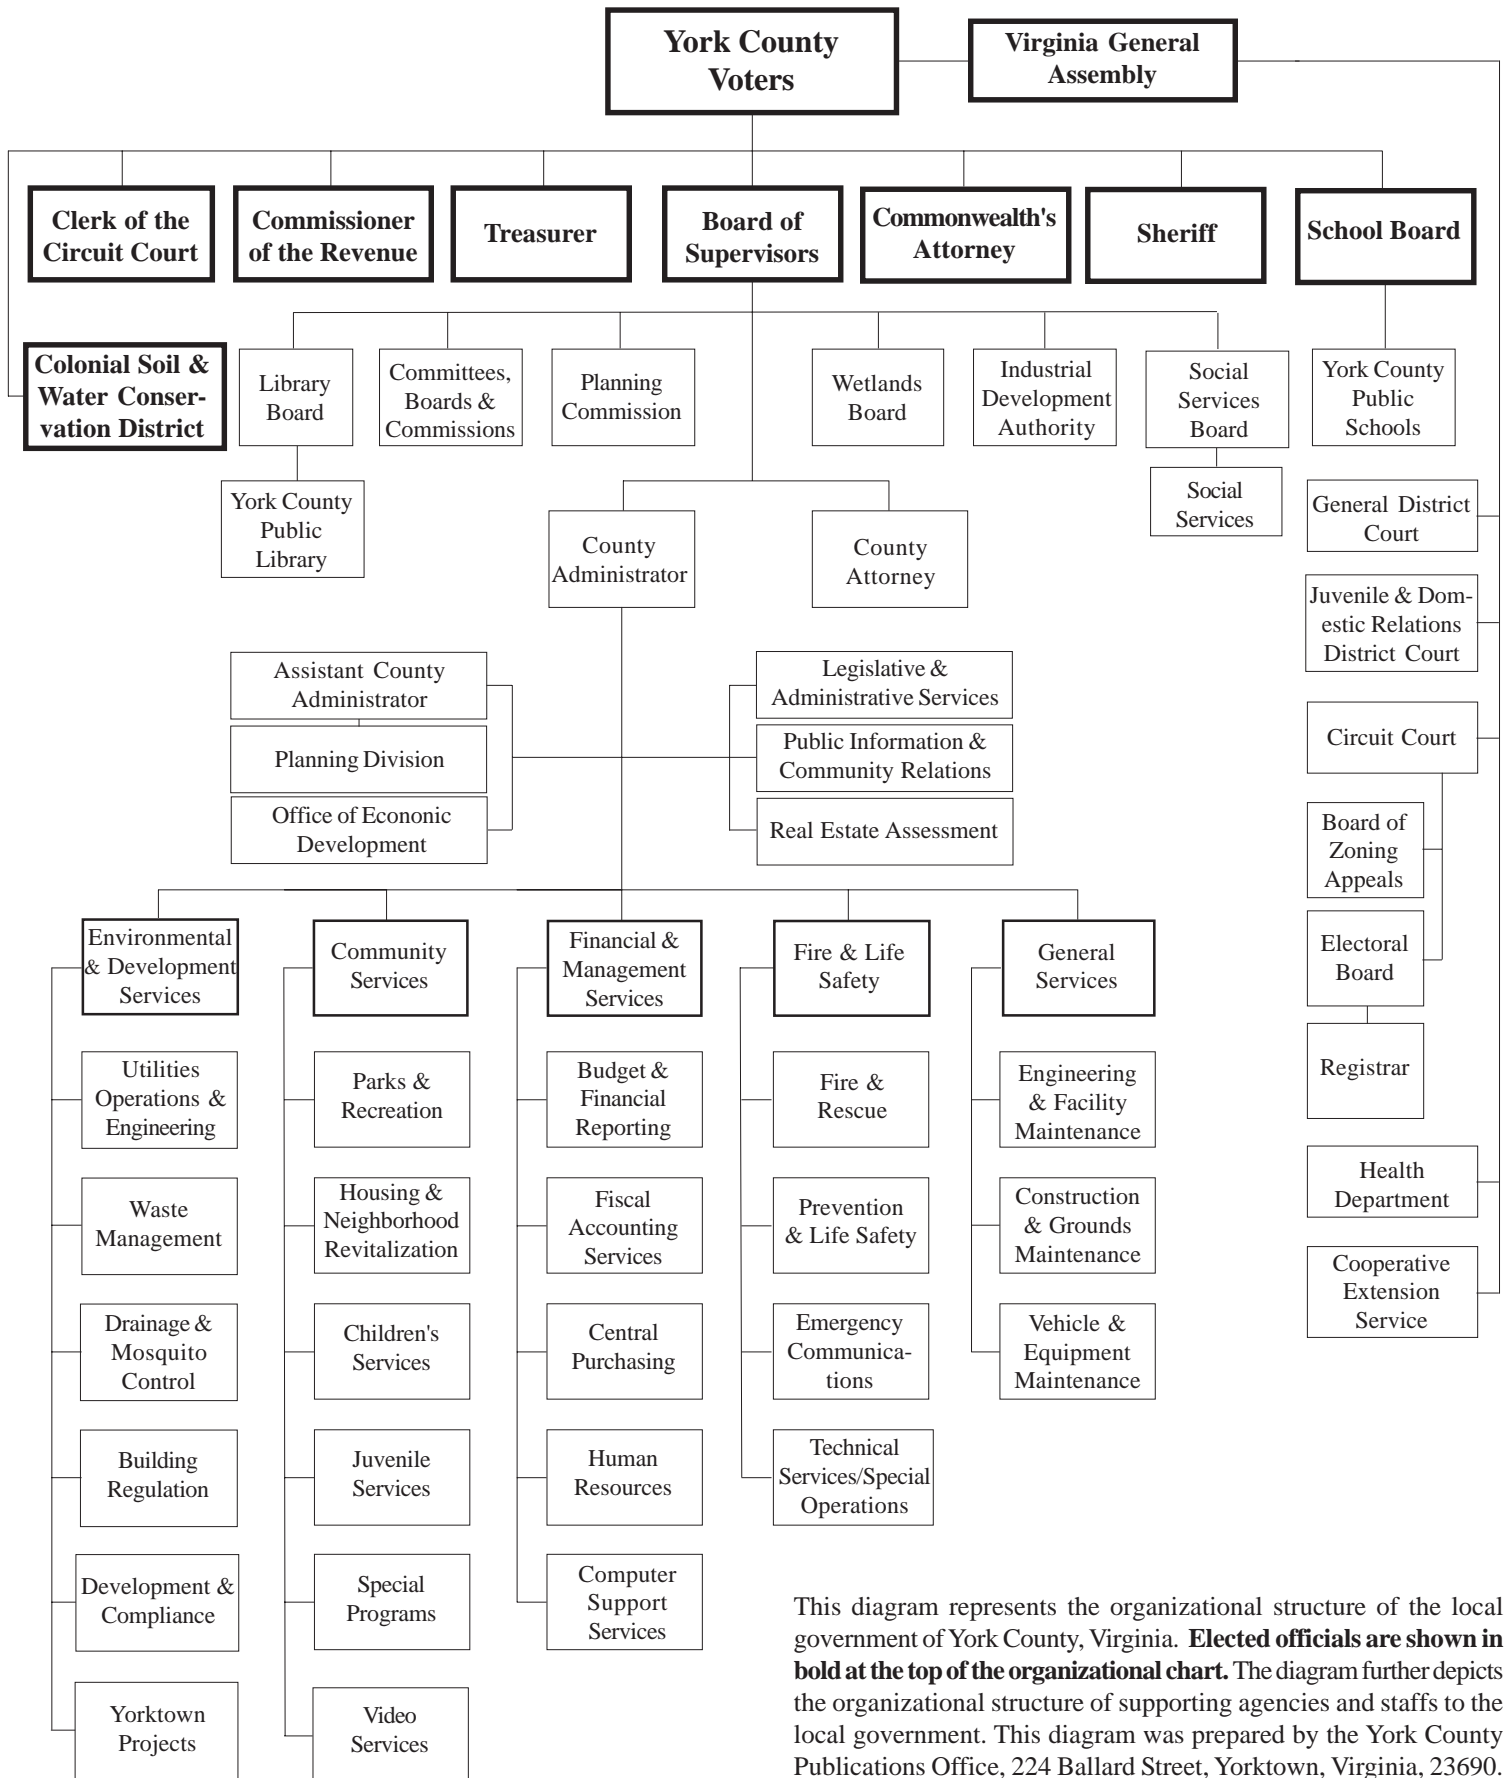 York County
Voters
Virginia General
Assembly
Clerk of the
Circuit Court
Commissioner
of the Revenue
Treasurer
Board of
Supervisors
Commonwealth's
Attorney
Sheriff
School Board
Colonial Soil &
Water Conser-
vation District
Library
Board
Committees,
Boards &
Commissions
Planning
Commission
Wetlands
Board
Industrial
Development
Authority
Social
Services
Board
York County
Public
Schools
York County
Public
Library
County
Administrator
County
Attorney
Social
Services
General District
Court
Juvenile & Dom-
estic Relations
District Court
Assistant County
Administrator
Planning Division
Office of Econonic
Development
Legislative &
Administrative Services
Public Information &
Community Relations
Real Estate Assessment
Circuit Court
Board of
Zoning
Appeals
Electoral
Board
Registrar
Health
Department
Cooperative
Extension
Service
Environmental
& Development
Services
Utilities
Operations &
Engineering
Waste
Management
Drainage &
Mosquito
Control
Building
Regulation
Development &
Compliance
Yorktown
Projects
Community
Services
Parks &
Recreation
Housing &
Neighborhood
Revitalization
Children's
Services
Juvenile
Services
Special
Programs
Video
Services
Financial &
Management
Services
Budget &
Financial
Reporting
Fiscal
Accounting
Services
Central
Purchasing
Human
Resources
Computer
Support
Services
Fire & Life
Safety
Fire &
Rescue
Prevention
& Life Safety
Emergency
Communica-
tions
Technical
Services/Special
Operations
General
Services
Engineering
& Facility
Maintenance
Construction
& Grounds
Maintenance
Vehicle &
Equipment
Maintenance
This diagram represents the organizational structure of the local
government of York County, Virginia. Elected officials are shown in
bold at the top of the organizational chart. The diagram further depicts
the organizational structure of supporting agencies and staffs to the
local government. This diagram was prepared by the York County
Publications Office, 224 Ballard Street, Yorktown, Virginia, 23690.